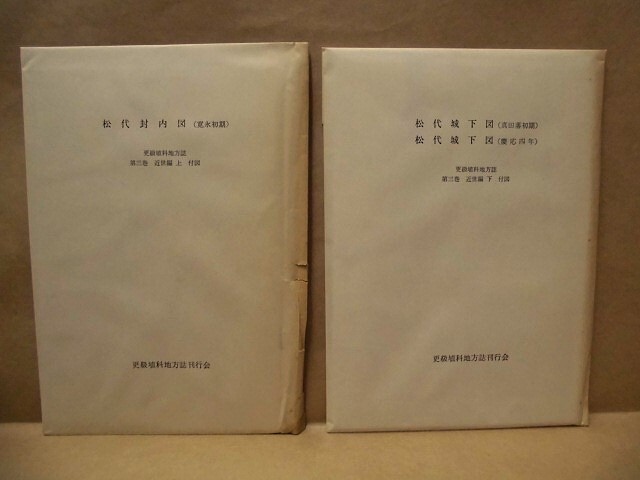 松代封内図（寛永初期）
更級埴科地方誌
第三巻 近世編 上 付図
更級埴科地方誌刊行会
松代城下図（真田藩初期）
松代城下図（慶応四年）
更級埴科地方誌
第三巻 近世編 下 付図
更級埴科地方誌刊行会